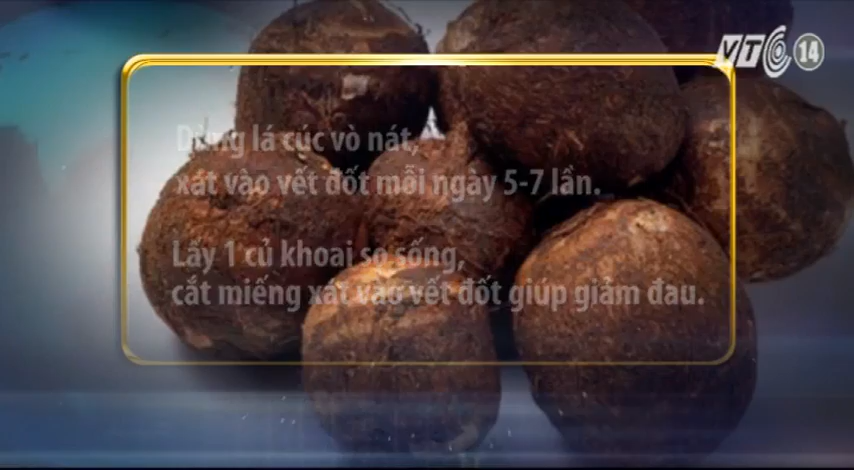 VTC 14
Dùng lá cúc vò nát,
xát vào vết đốt mỗi ngày 5-7 lần.
Lấy 1 củ khoai sọ sống,
cắt miếng xát vào vết đốt giúp giảm đau.